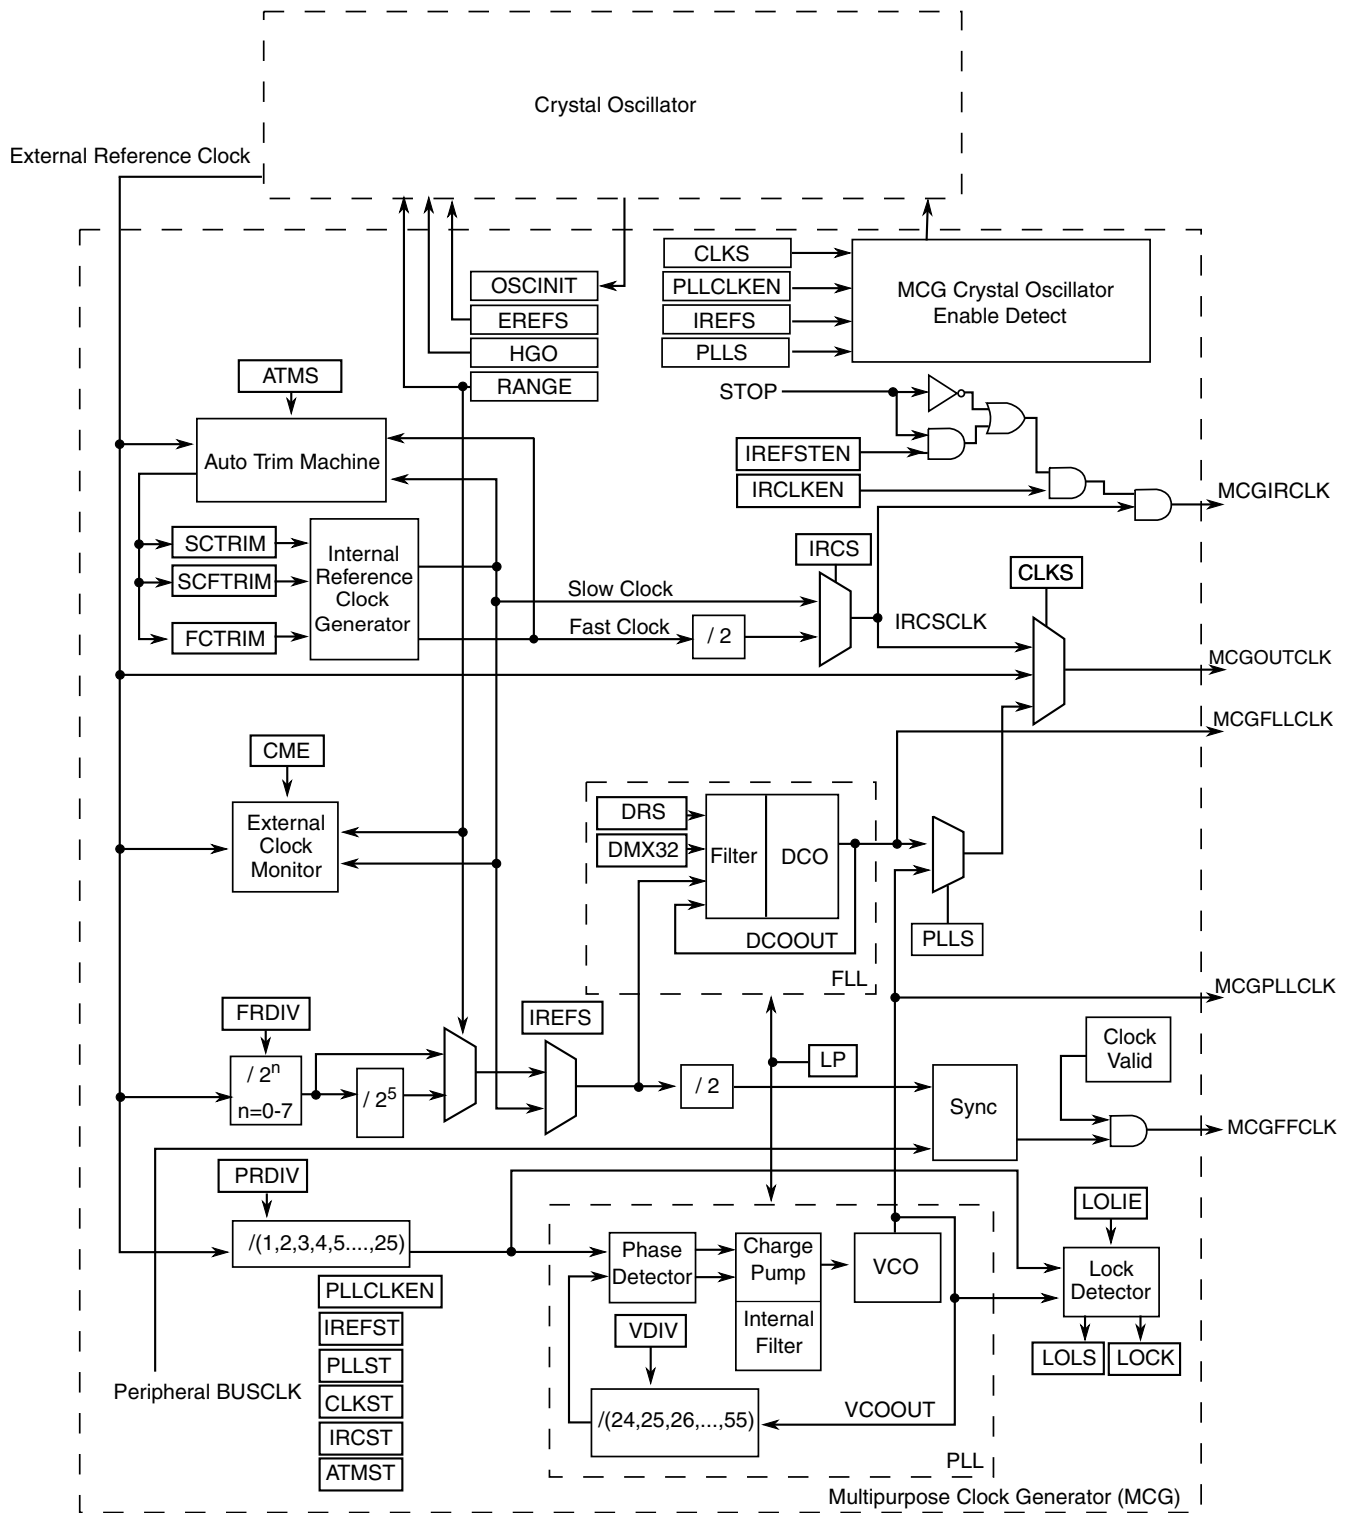 Crystal Oscillator
External Reference Clock
OSCINIT
EREFS
HGO
RANGE
CLKS
PLLCLKEN
IREFS
PLLS
MCG Crystal Oscillator
Enable Detect
STOP
IREFSTEN
IRCLKEN
MCGIRCLK
ATMS
Auto Trim Machine
SCTRIM
SCFTRIM
FCTRIM
Internal
Reference
Clock
Generator
Slow Clock
Fast Clock
/ 2
IRCS
IRCSCLK
CLKS
MCGOUTCLK
MCGFLLCLK
CME
External
Clock
Monitor
DRS
DMX32
Filter
DCO
DCOOUT
FLL
PLLS
MCGPLLCLK
FRDIV
/ 2n
n=0-7
/ 25
IREFS
LP
/ 2
Sync
Clock
Valid
MCGFFCLK
PRDIV
/(1,2,3,4,5....,25)
Phase
Detector
Charge
Pump
Internal
Filter
VCO
VDIV
/(24,25,26,...,55)
VCOOUT
PLL
LOLIE
Lock
Detector
LOLS
LOCK
PLLCLKEN
IREFST
PLLST
CLKST
IRCST
ATMST
Peripheral BUSCLK
Multipurpose Clock Generator (MCG)